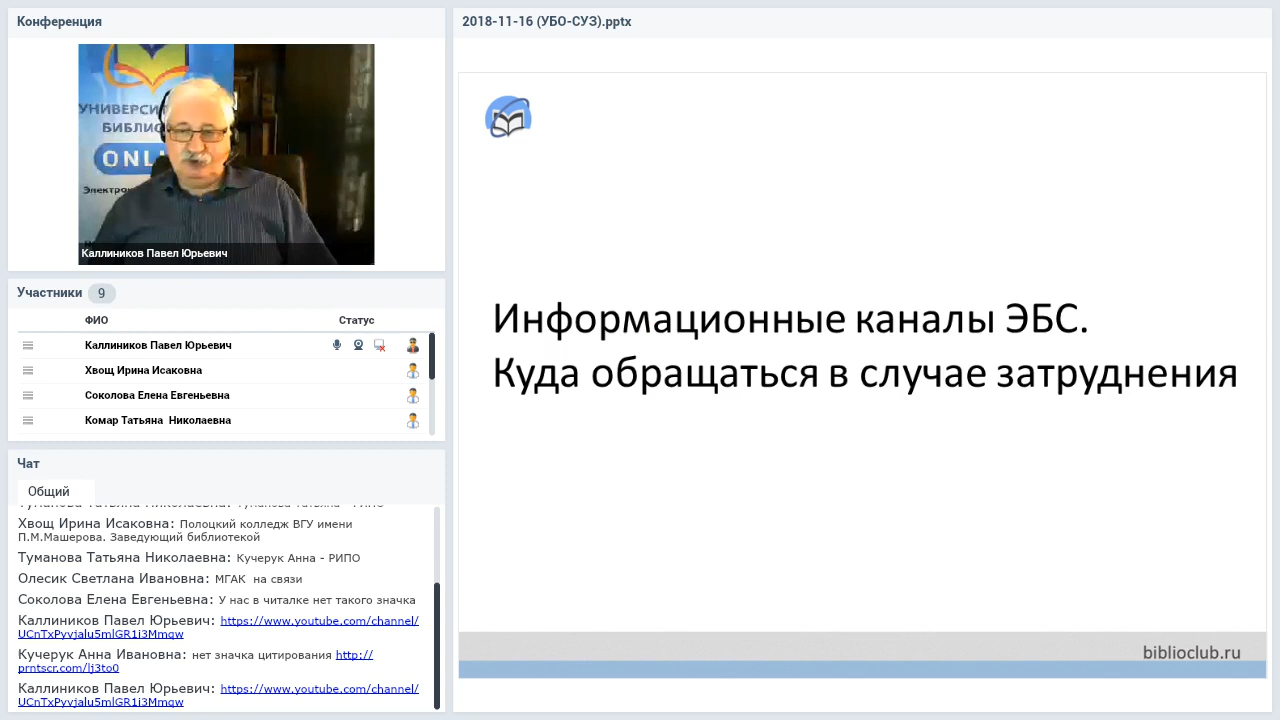 Конференция
УНИВЕРСИТ
БИБЛИО
ONL
Электрон
Каллиников Павел Юрьевич
Участники 9
ФИО Статус
Каллиников Павел Юрьевич
Хвощ Ирина Исаковна
Соколова Елена Евгеньевна
Комар Татьяна Николаевна
Чат
Общий
Хвощ Ирина Исаковна: Полоцкий колледж ВГУ имени
П.М.Машерова. Заведующий библиотекой
Туманова Татьяна Николаевна: Кучерук Анна - РИПО
Олесик Светлана Ивановна: МГАК на связи
Соколова Елена Евгеньевна: У нас в читалке нет такого значка
Каллиников Павел Юрьевич: https://www.youtube.com/channel/
UCnTxPyvjalu5mlGR1i3Mmqw
Кучерук Анна Ивановна: нет значка цитирования http://
prntscr.com/lj3to0
Каллиников Павел Юрьевич: https://www.youtube.com/channel/
UCnTxPyvjalu5mlGR1i3Mmqw
2018-11-16 (УБО-СУЗ).pptx
Информационные каналы ЭБС.
Куда обращаться в случае затруднения
biblioclub.ru